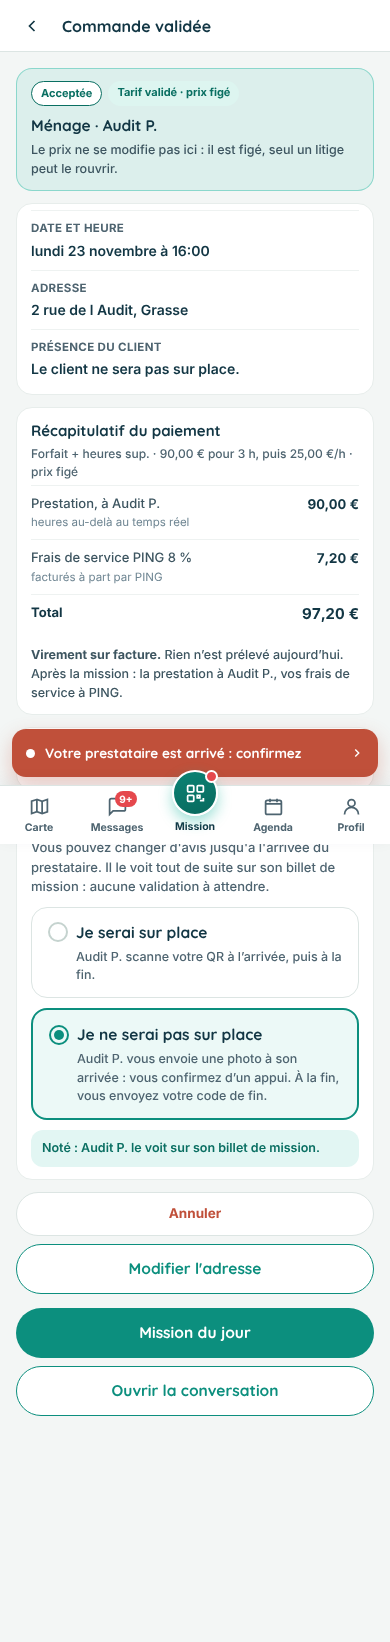 Commande validée
Acceptée
Tarif validé · prix figé
Ménage · Audit P.
Le prix ne se modifie pas ici : il est figé, seul un litige
peut le rouvrir.
DATE ET HEURE
lundi 23 novembre à 16:00
ADRESSE
2 rue de l Audit, Grasse
PRÉSENCE DU CLIENT
Le client ne sera pas sur place.
Récapitulatif du paiement
Forfait + heures sup. · 90,00 € pour 3 h, puis 25,00 €/h ·
prix figé
Prestation, à Audit P.
90,00 €
heures au-delà au temps réel
Frais de service PING 8 %
7,20 €
facturés à part par PING
Total
97,20 €
Virement sur facture. Rien n’est prélevé aujourd’hui.
Après la mission : la prestation à Audit P., vos frais de
service à PING.
Votre prestataire est arrivé : confirmez
9+
Carte
Messages
Mission
Agenda
Profil
Vous pouvez changer d’avis jusqu’à l’arrivée du
prestataire. Il le voit tout de suite sur son billet de
mission : aucune validation à attendre.
Je serai sur place
Audit P. scanne votre QR à l’arrivée, puis à la
fin.
Je ne serai pas sur place
Audit P. vous envoie une photo à son
arrivée : vous confirmez d’un appui. À la fin,
vous envoyez votre code de fin.
Noté : Audit P. le voit sur son billet de mission.
Annuler
Modifier l'adresse
Mission du jour
Ouvrir la conversation